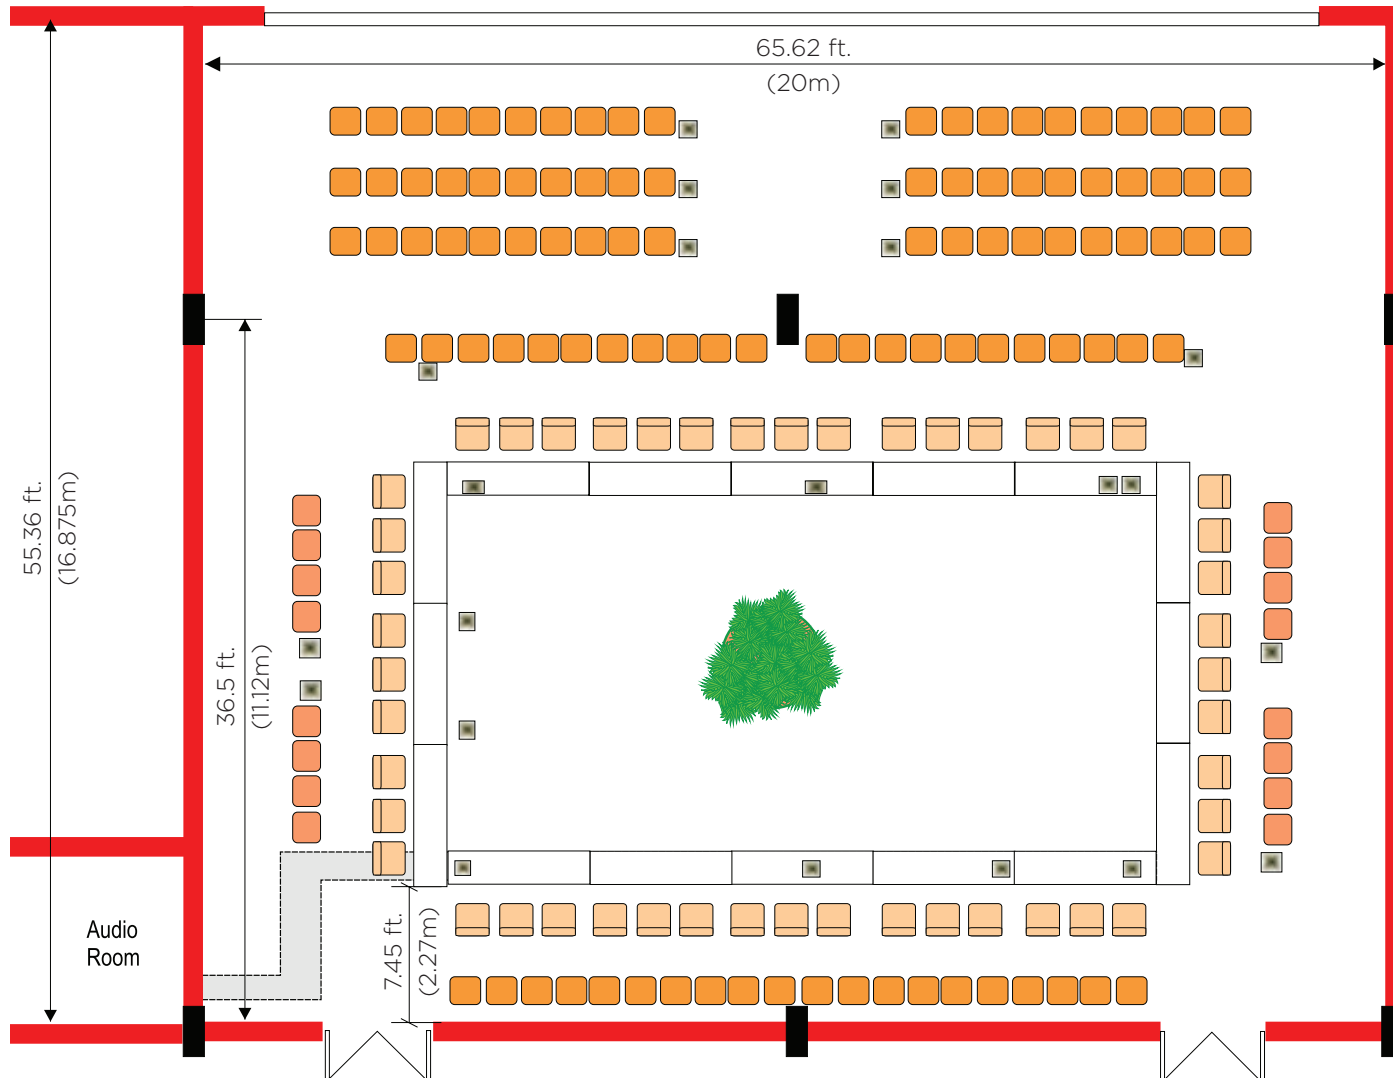 65.62 ft.
(20m)
55.36 ft.
(16.875m)
36.5 ft.
(11.12m)
7.45 ft.
(2.27m)
Audio
Room